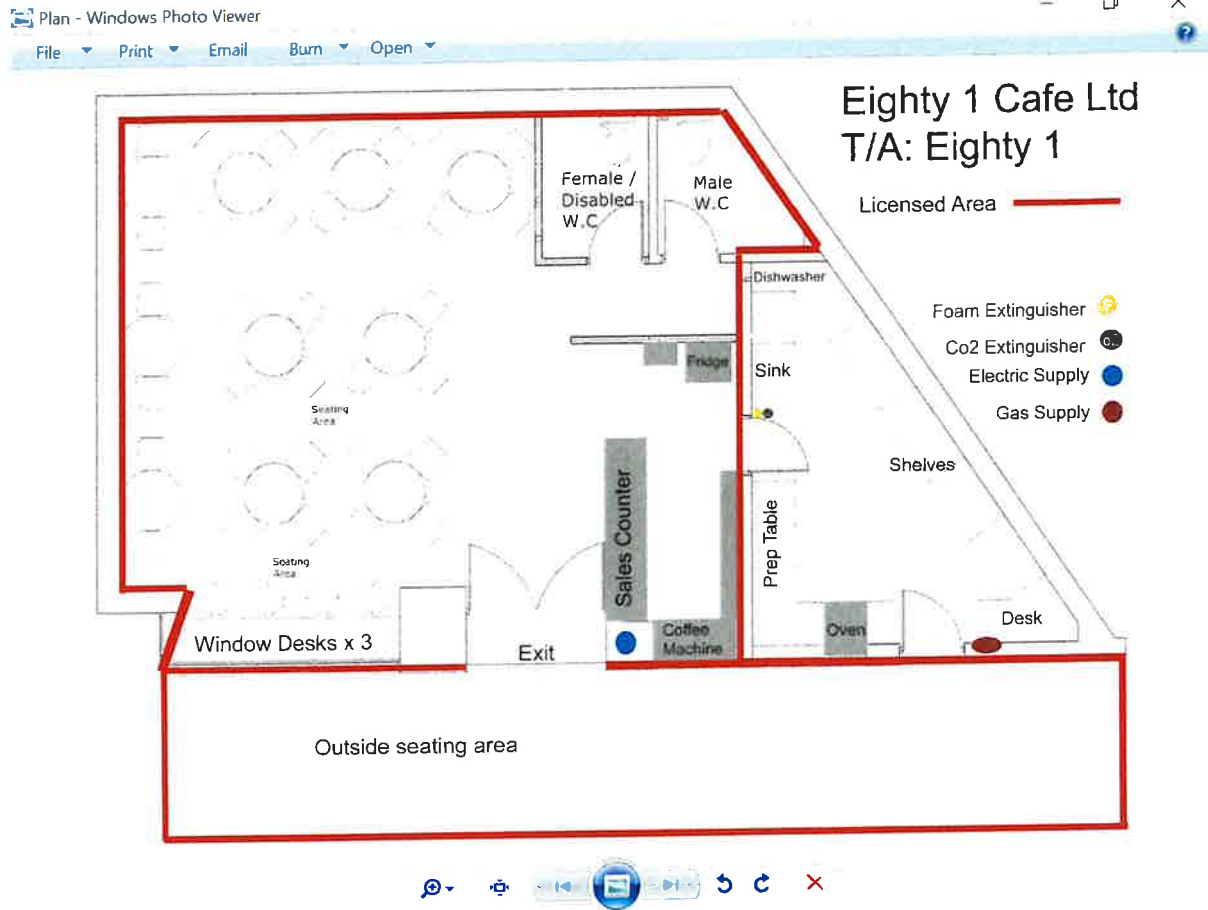 Plan - Windows Photo Viewer
File Print Email Burn Open
Eighty 1 Cafe Ltd
T/A: Eighty 1
Licensed Area
Female /
Disabled
W.C
Male
W.C
Dishwasher
Foam Extinguisher
Co2 Extinguisher
Electric Supply
Gas Supply
Fridge
Sink
Seating
Area
Shelves
Sales Counter
Prep Table
Seating
Area
Window Desks x 3
Exit
Coffee
Machine
Oven
Desk
Outside seating area